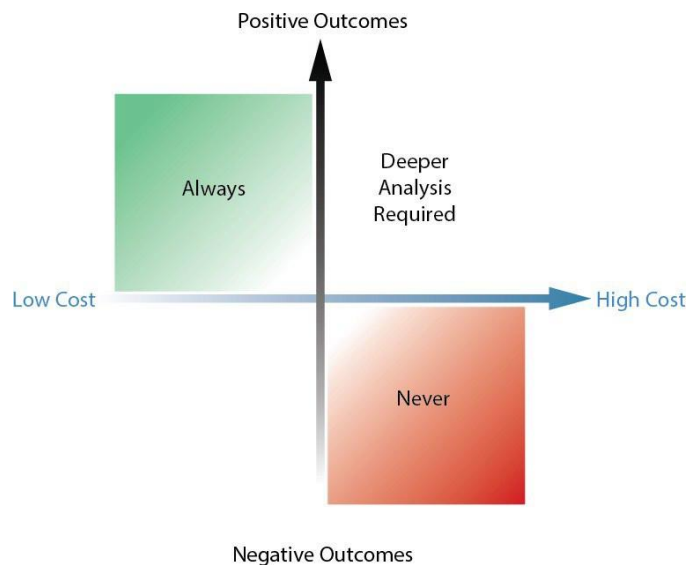 Positive Outcomes
Deeper
Analysis
Required
Always
Low Cost
High Cost
Never
Negative Outcomes